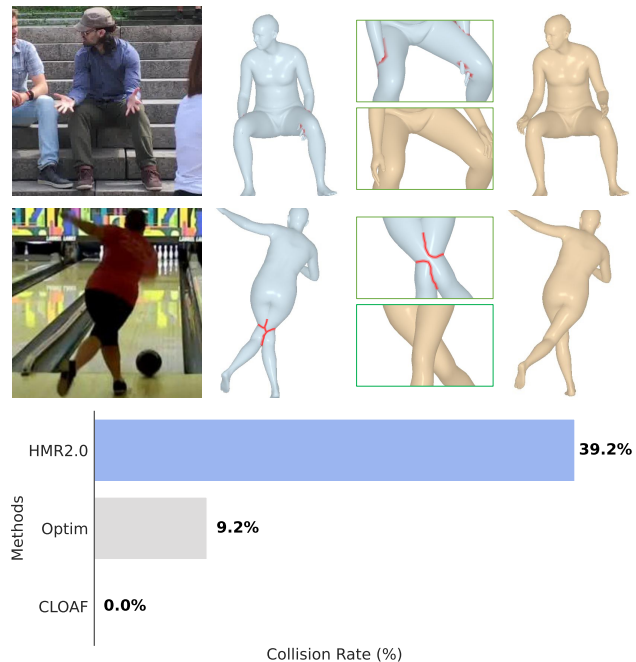 HMR2.0
39.2%
Optim
9.2%
CLOAF
0.0%
Methods
Collision Rate (%)